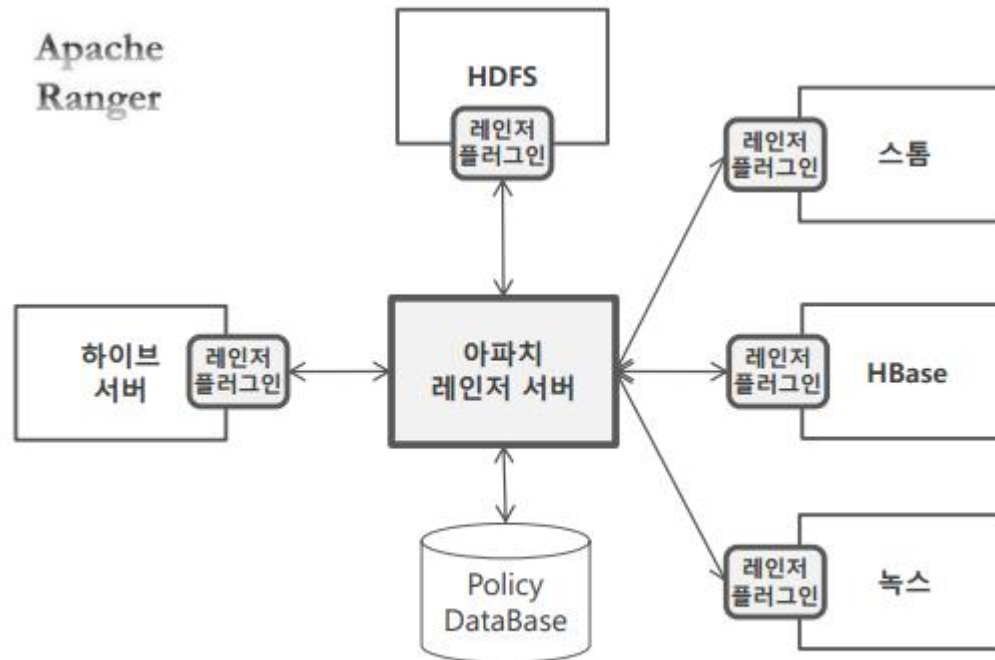 Apache
Ranger
HDFS
레인저
플러그인
레인저
플러그인
스톰
하이브
서버
레인저
플러그인
아파치
레인저 서버
레인저
플러그인
HBase
Policy
DataBase
레인저
플러그인
녹스